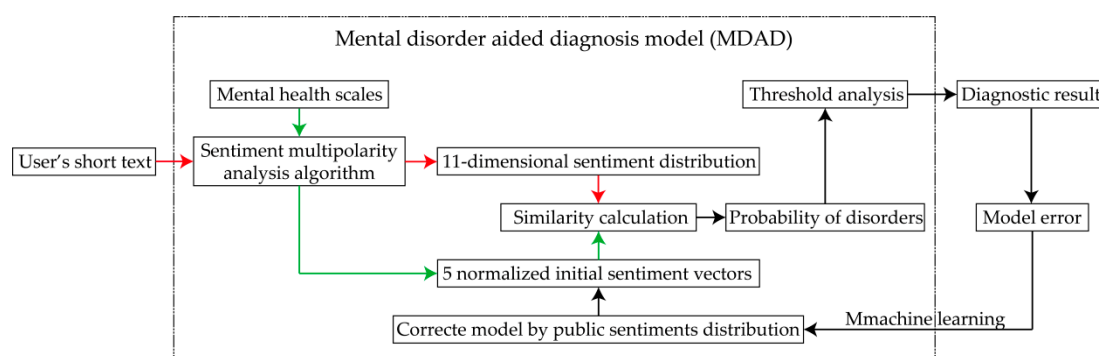 Mental disorder aided diagnosis model (MDAD)
Mental health scales
Threshold analysis
Diagnostic result
User's short text
Sentiment multipolarity
analysis algorithm
11-dimensional sentiment distribution
Similarity calculation
Probability of disorders
Model error
5 normalized initial sentiment vectors
Correcte model by public sentiments distribution
Mmachine learning